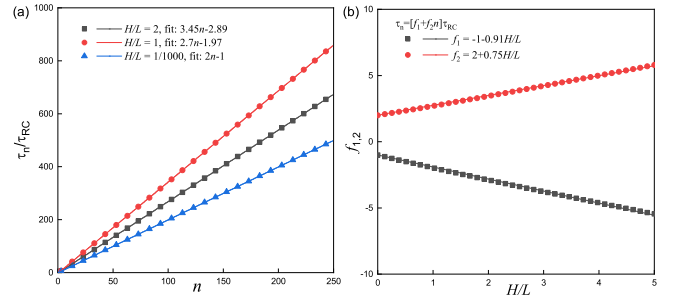 (a)
1000
800
600
400
200
0
τn/τRC
H/L = 2, fit: 3.45n-2.89
H/L = 1, fit: 2.7n-1.97
H/L = 1/1000, fit: 2n-1
0 50 100 150 200 250
n
(b)
10
5
0
-5
-10
f1,2
τn=[f1+f2n]τRC
f1 = -1-0.91H/L
f2 = 2+0.75H/L
0 1 2 3 4 5
H/L